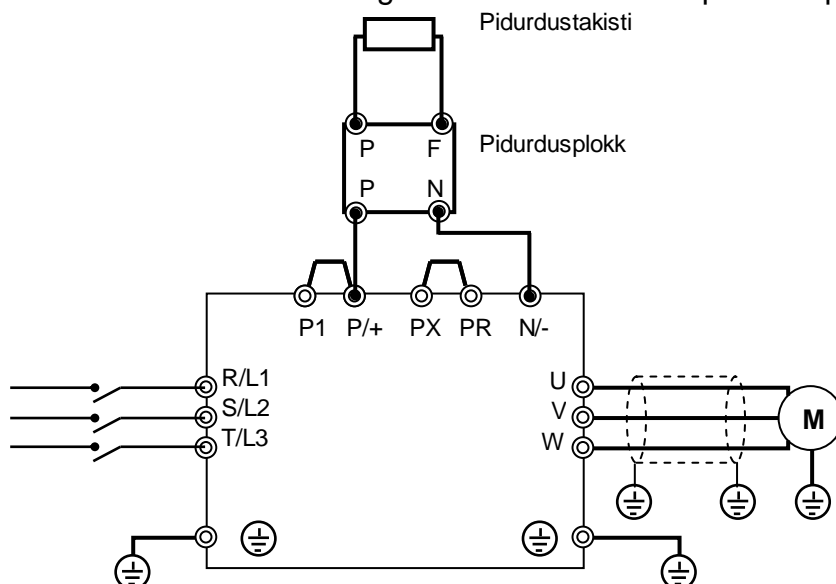 Pidurdustakisti
P F
Pidurdusplokk
P N
P1 P/+ PX PR N/-
R/L1
S/L2
T/L3
U
V
W
M